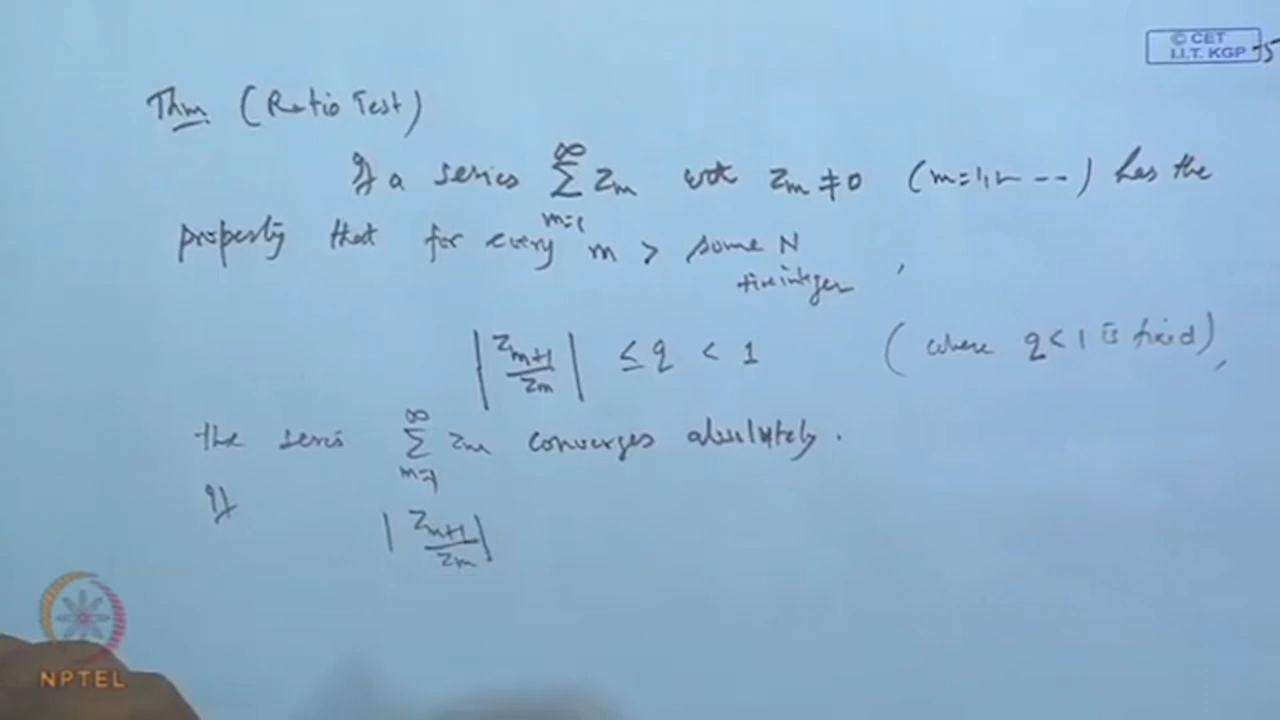 © CET
I.I.T. KGP
Thm (Ratio Test)
If a series ∑_{m=1}^{∞} z_m with z_m ≠ 0 (m=1,2, ---) has the
property that for every m > some N
+ive integer ,
| z_{m+1} / z_m | ≤ q < 1 (where q < 1 is fixed),
the series ∑_{m=1}^{∞} z_m converges absolutely.
If
| z_{m+1} / z_m |
NPTEL